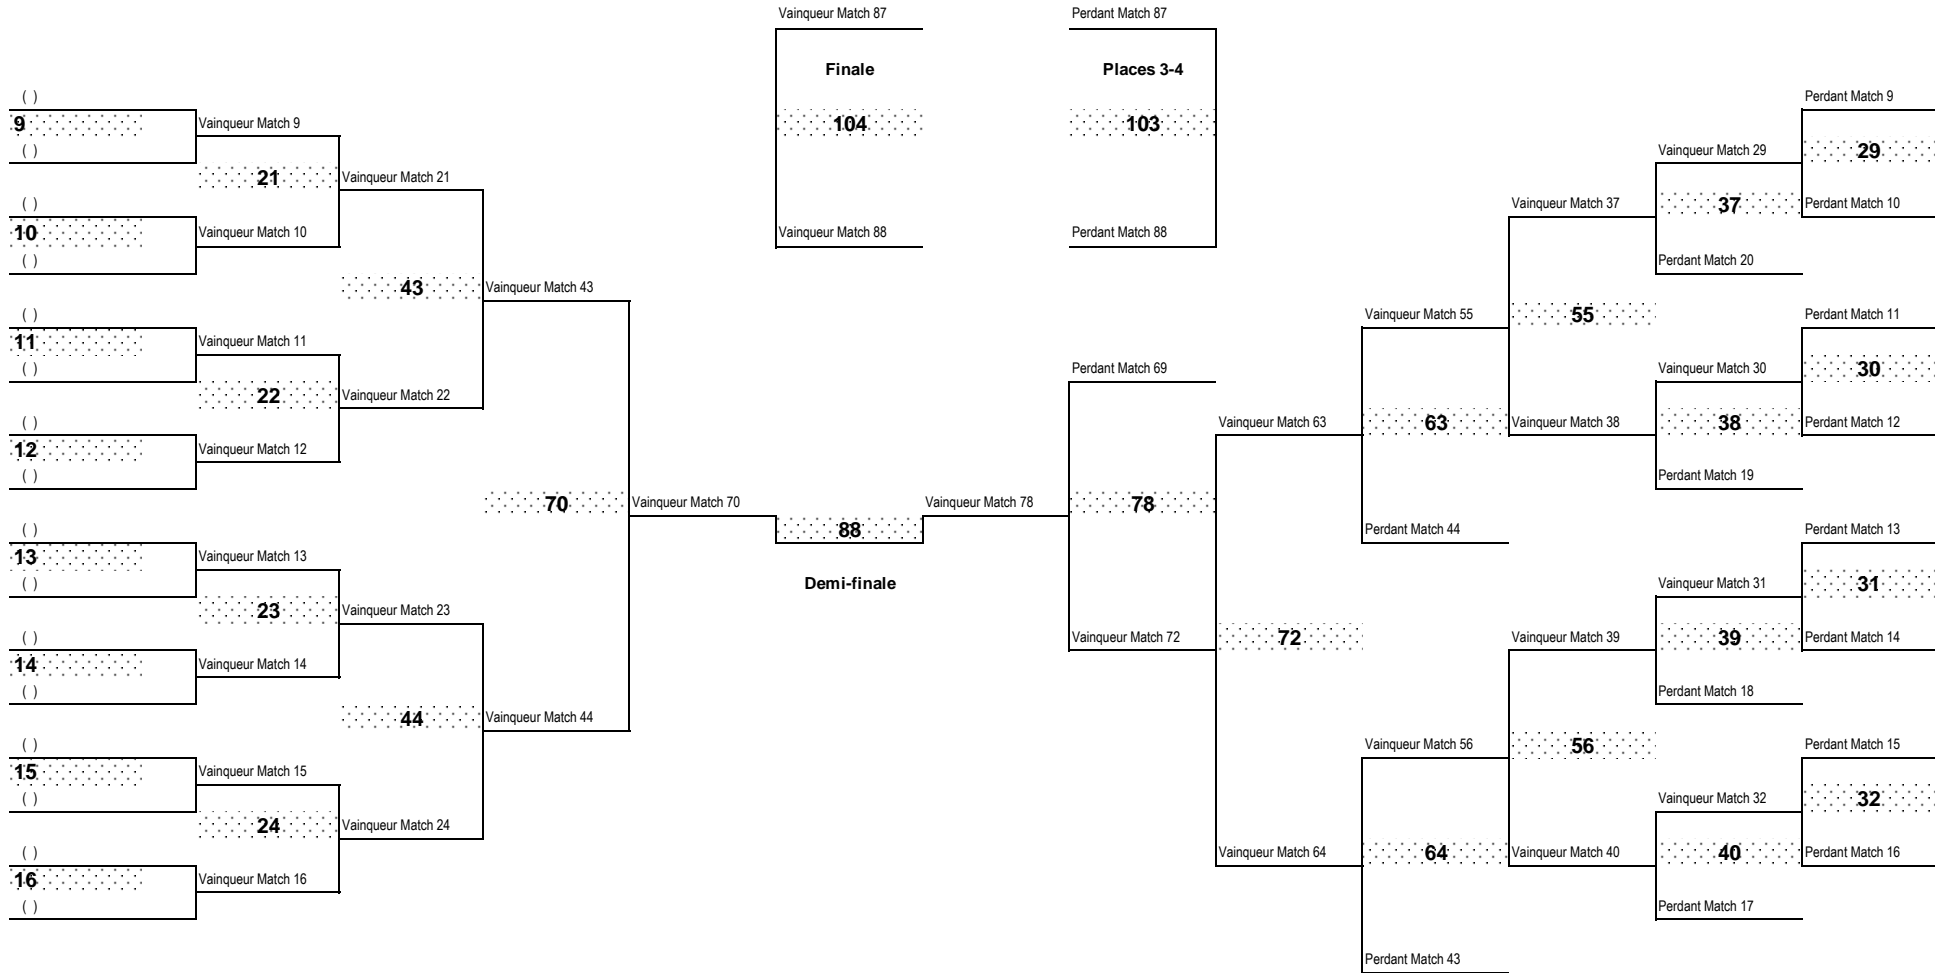 Vainqueur Match 87
Perdant Match 87
Finale
Places 3-4
104
103
Vainqueur Match 88
Perdant Match 88
( )
9
( )
( )
10
( )
( )
11
( )
( )
12
( )
( )
13
( )
( )
14
( )
( )
15
( )
( )
16
( )
Vainqueur Match 9
21
Vainqueur Match 10
Vainqueur Match 11
22
Vainqueur Match 12
Vainqueur Match 13
23
Vainqueur Match 14
Vainqueur Match 15
24
Vainqueur Match 16
Vainqueur Match 21
43
Vainqueur Match 22
Vainqueur Match 23
44
Vainqueur Match 24
Vainqueur Match 43
70
Vainqueur Match 44
Vainqueur Match 70
88
Demi-finale
Vainqueur Match 78
Perdant Match 69
78
Vainqueur Match 72
Vainqueur Match 63
72
Vainqueur Match 64
Vainqueur Match 55
63
Perdant Match 44
Vainqueur Match 56
64
Perdant Match 43
Vainqueur Match 37
55
Vainqueur Match 38
Vainqueur Match 39
56
Vainqueur Match 40
Vainqueur Match 29
37
Perdant Match 20
Vainqueur Match 30
38
Perdant Match 19
Vainqueur Match 31
39
Perdant Match 18
Vainqueur Match 32
40
Perdant Match 17
Perdant Match 9
29
Perdant Match 10
Perdant Match 11
30
Perdant Match 12
Perdant Match 13
31
Perdant Match 14
Perdant Match 15
32
Perdant Match 16